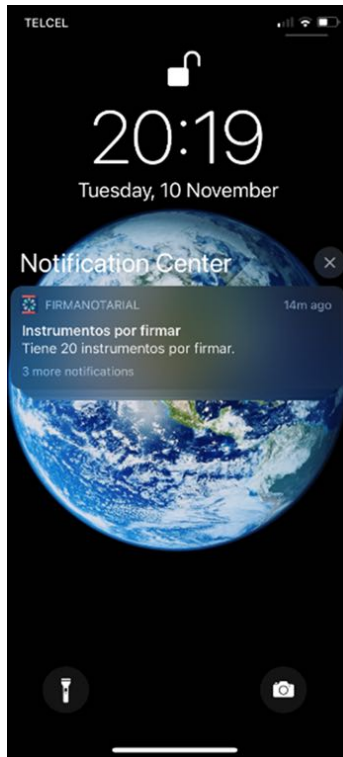 TELCEL
20:19
Tuesday, 10 November
Notification Center
FIRMANOTARIAL 14m ago
Instrumentos por firmar
Tiene 20 instrumentos por firmar.
3 more notifications